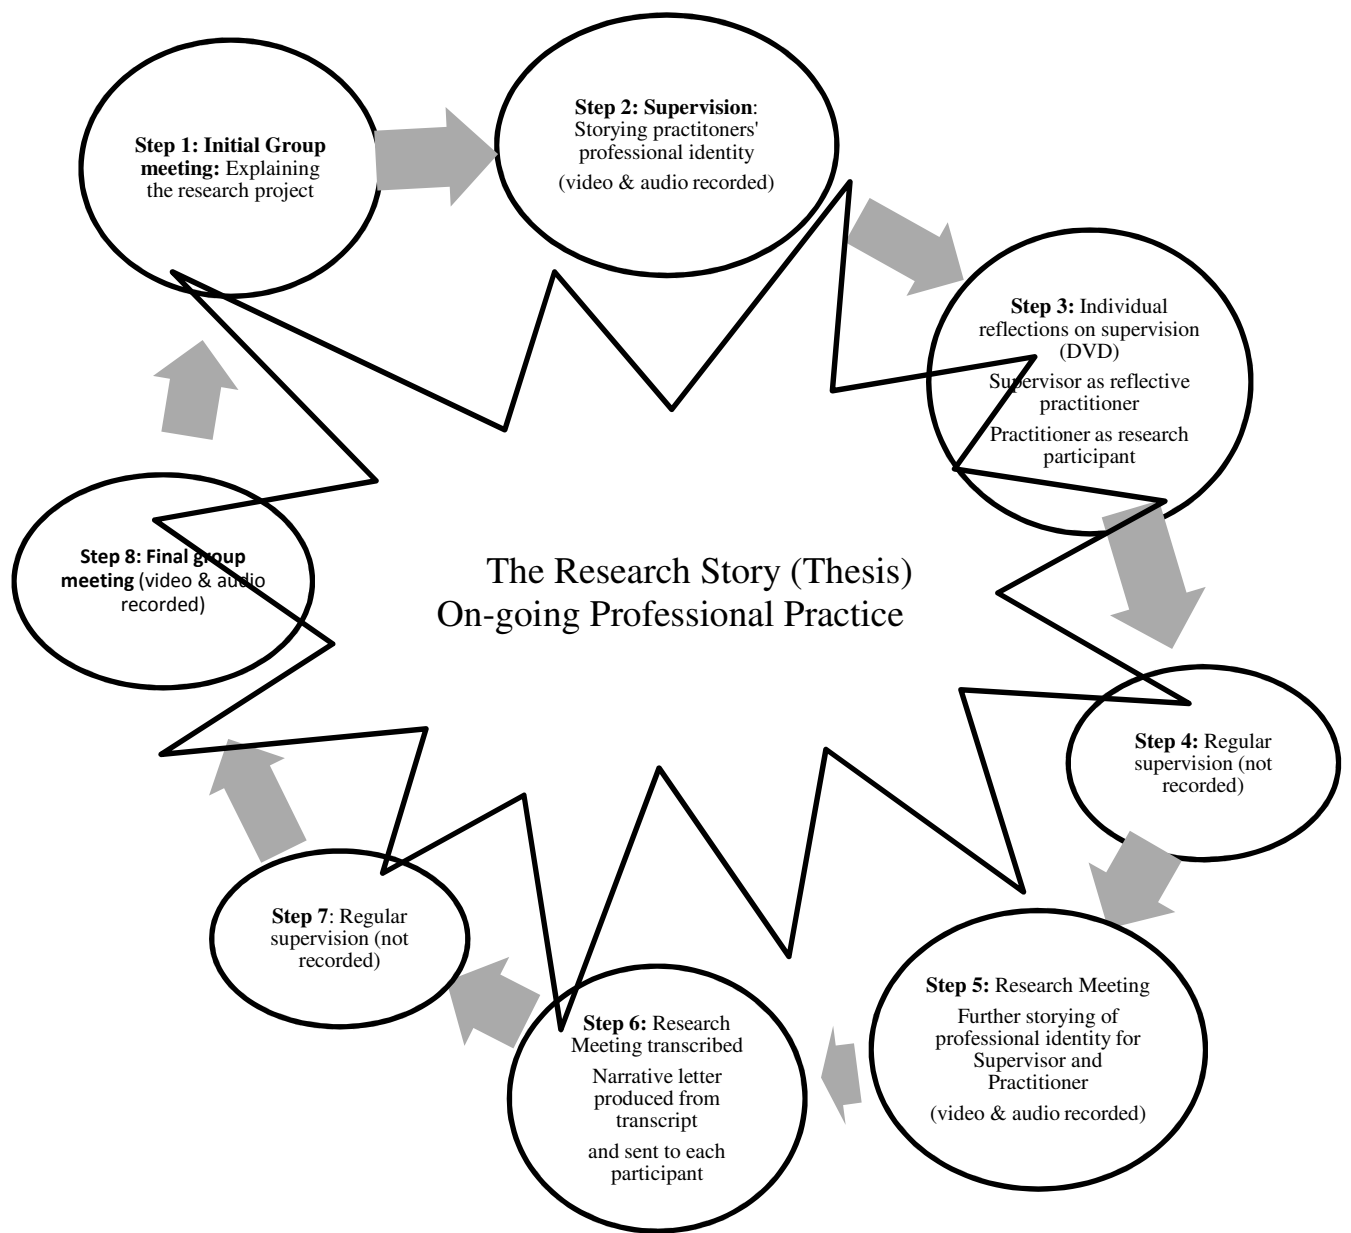 Step 1: Initial Group
meeting: Explaining
the research project
Step 2: Supervision:
Storying practitoners'
professional identity
(video & audio recorded)
Step 3: Individual
reflections on supervision
(DVD)
Supervisor as reflective
practitioner
Practitioner as research
participant
Step 4: Regular
supervision (not
recorded)
Step 5: Research Meeting
Further storying of
professional identity for
Supervisor and
Practitioner
(video & audio recorded)
Step 6: Research
Meeting transcribed
Narrative letter
produced from
transcript
and sent to each
participant
Step 7: Regular
supervision (not
recorded)
Step 8: Final group
meeting (video & audio
recorded)
The Research Story (Thesis)
On-going Professional Practice